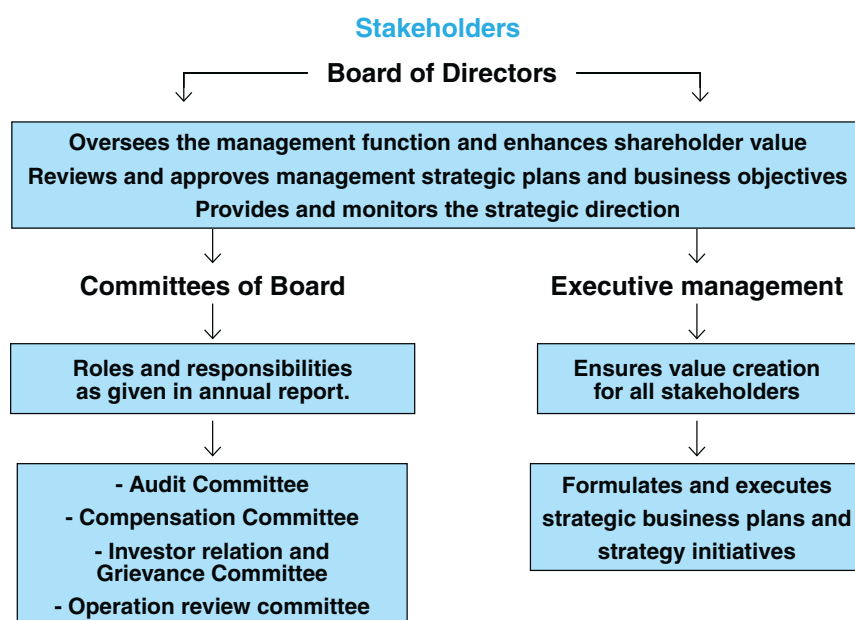 Stakeholders
Board of Directors
Oversees the management function and enhances shareholder value
Reviews and approves management strategic plans and business objectives
Provides and monitors the strategic direction
Committees of Board
Executive management
Roles and responsibilities
as given in annual report.
Ensures value creation
for all stakeholders
- Audit Committee
- Compensation Committee
- Investor relation and
Grievance Committee
- Operation review committee
Formulates and executes
strategic business plans and
strategy initiatives